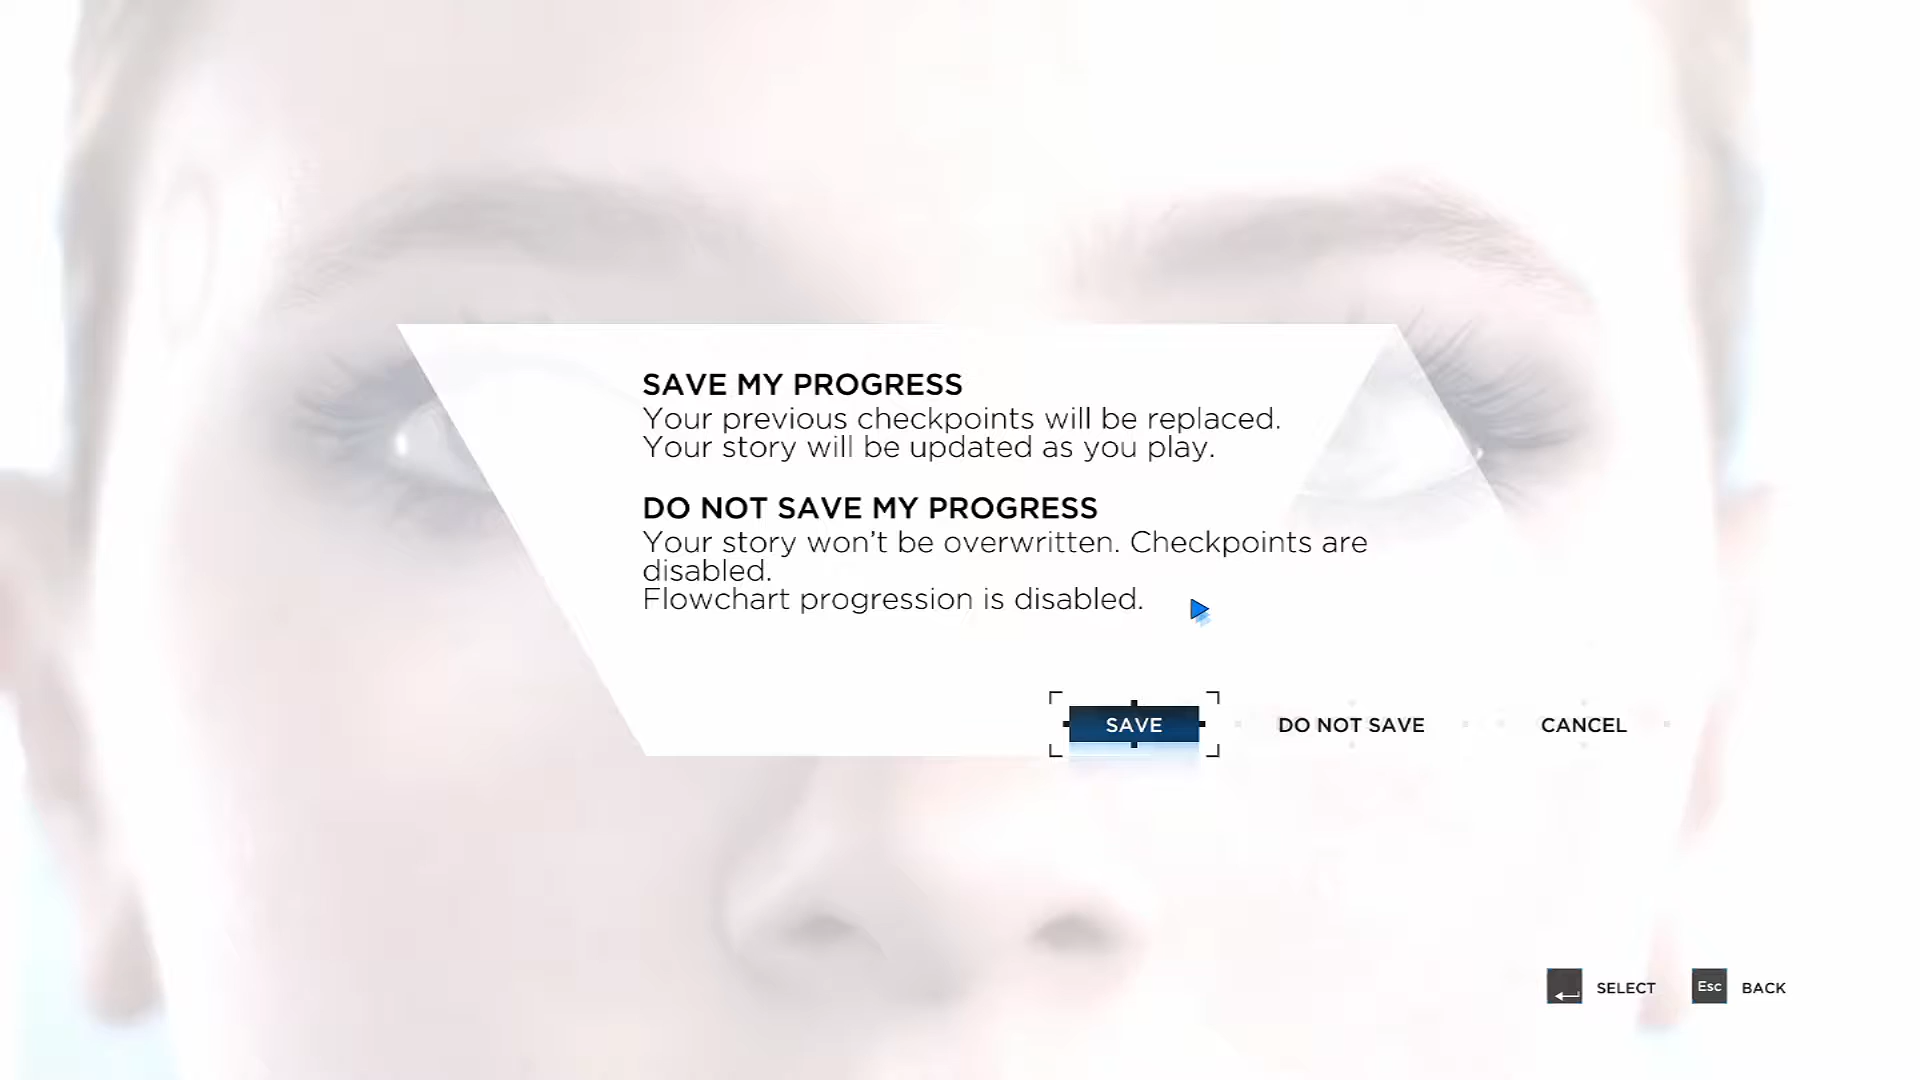 SAVE MY PROGRESS
Your previous checkpoints will be replaced.
Your story will be updated as you play.
DO NOT SAVE MY PROGRESS
Your story won’t be overwritten. Checkpoints are
disabled.
Flowchart progression is disabled.
SAVE DO NOT SAVE CANCEL
SELECT Esc BACK